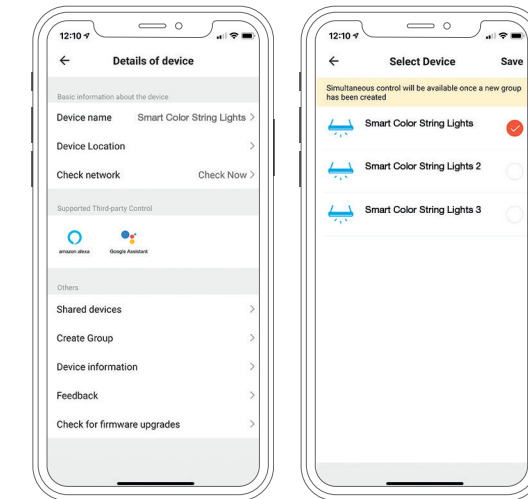 12:10
Details of device
Basic information about the device
Device name Smart Color String Lights
Device Location
Check network Check Now
Supported Third-party Control
amazon alexa Google Assistant
Others
Shared devices
Create Group
Device information
Feedback
Check for firmware upgrades
12:10
Select Device Save
Simultaneous control will be available once a new group
has been created
Smart Color String Lights
Smart Color String Lights 2
Smart Color String Lights 3